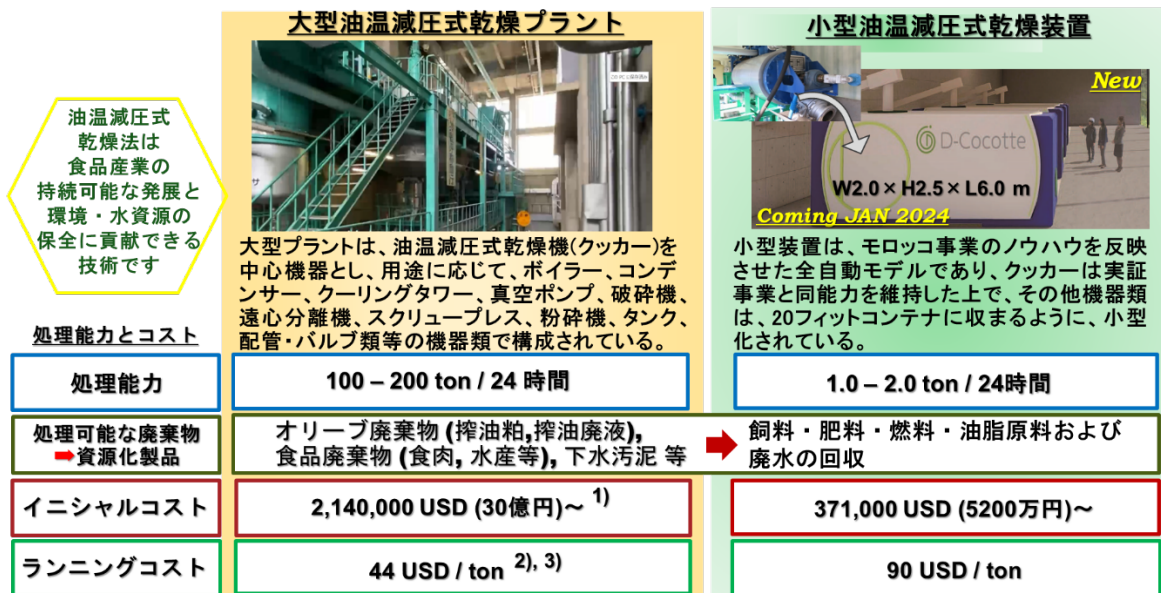 大型油温減圧式乾燥プラント
小型油温減圧式乾燥装置
油温減圧式
乾燥法は
食品産業の
持続可能な発展と
環境・水資源の
保全に貢献できる
技術です
New
D-Cocotte
W2.0×H2.5×L6.0 m
Coming JAN 2024
大型プラントは、油温減圧式乾燥機(クッカー)を
中心機器とし、用途に応じて、ボイラー、コンデ
ンサー、クーリングタワー、真空ポンプ、破砕機、
遠心分離機、スクリュープレス、粉砕機、タンク、
配管・バルブ類等の機器類で構成されている。
小型装置は、モロッコ事業のノウハウを反映
させた全自動モデルであり、クッカーは実証
事業と同能力を維持した上で、その他機器類
は、20フィットコンテナに収まるように、小型
化されている。
処理能力とコスト
処理能力
100 – 200 ton / 24 時間
1.0 – 2.0 ton / 24時間
処理可能な廃棄物
➡資源化製品
オリーブ廃棄物 (搾油粕,搾油廃液),
食品廃棄物 (食肉, 水産等), 下水汚泥 等
➡ 飼料・肥料・燃料・油脂原料および
廃水の回収
イニシャルコスト
2,140,000 USD (30億円)～ 1)
371,000 USD (5200万円)～
ランニングコスト
44 USD / ton 2), 3)
90 USD / ton